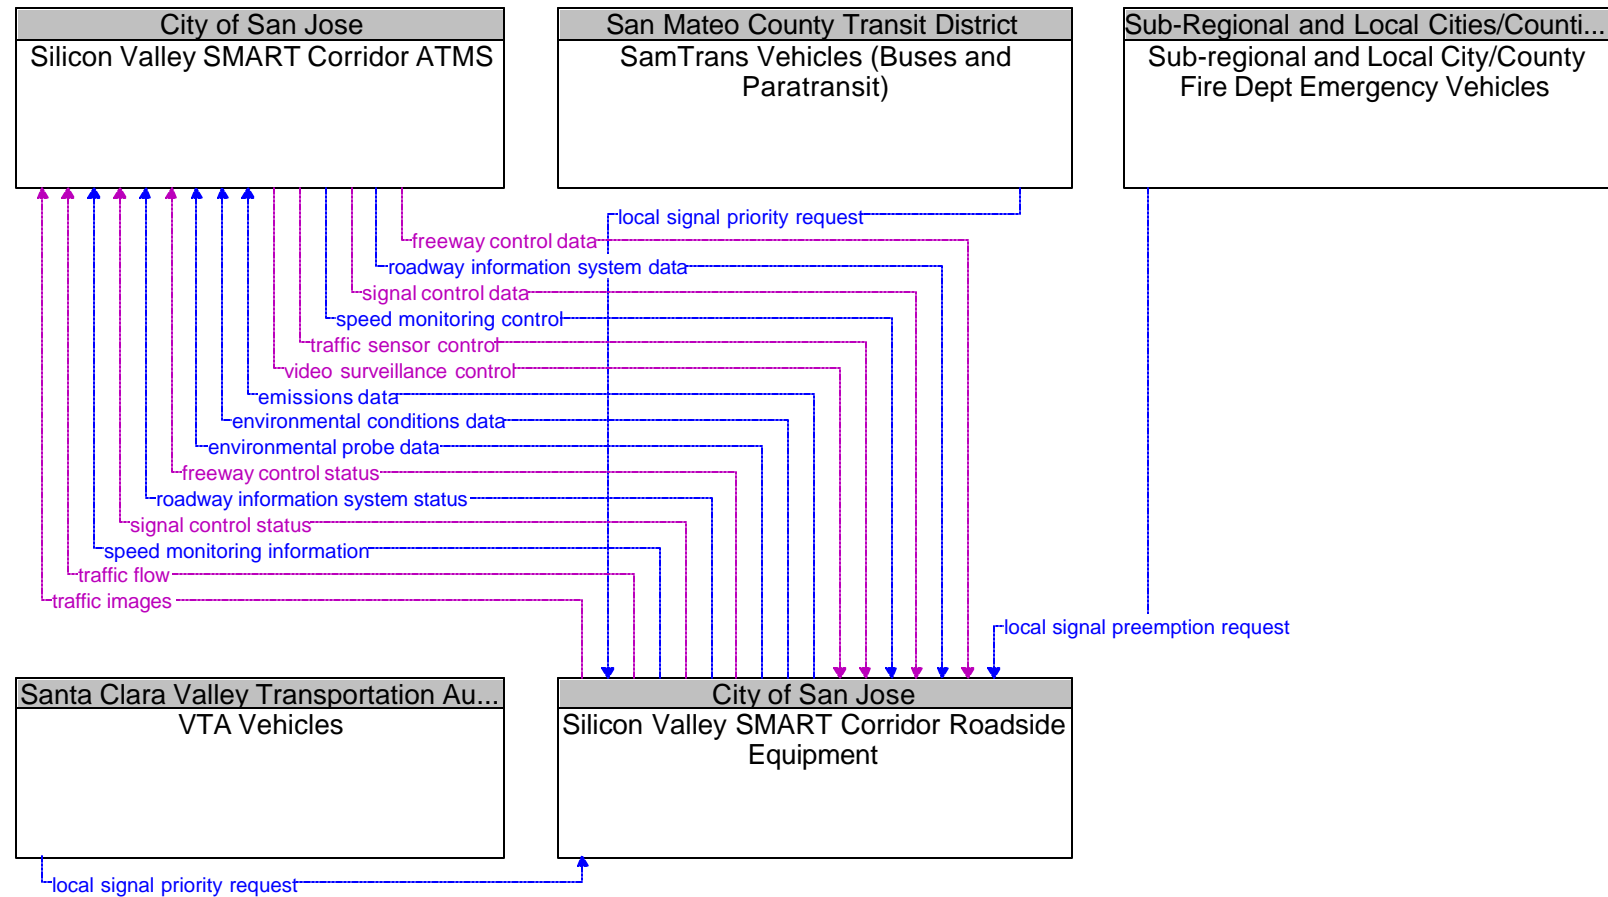 City of San Jose
Silicon Valley SMART Corridor ATMS
San Mateo County Transit District
SamTrans Vehicles (Buses and
Paratransit)
Sub-Regional and Local Cities/Counti...
Sub-regional and Local City/County
Fire Dept Emergency Vehicles
local signal priority request
freeway control data
roadway information system data
signal control data
speed monitoring control
traffic sensor control
video surveillance control
emissions data
environmental conditions data
environmental probe data
freeway control status
roadway information system status
signal control status
speed monitoring information
traffic flow
traffic images
local signal preemption request
Santa Clara Valley Transportation Au...
VTA Vehicles
City of San Jose
Silicon Valley SMART Corridor Roadside
Equipment
local signal priority request